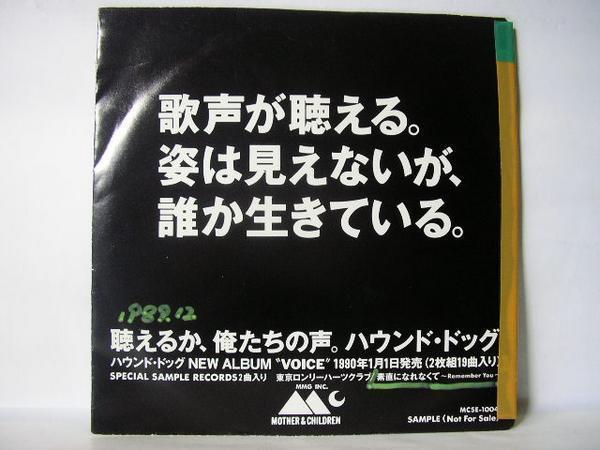 歌声が聴える。
姿は見えないが、
誰か生きている。
1989.12
聴えるか、俺たちの声。ハウンド・ドッグ
ハウンド・ドッグ NEW ALBUM "VOICE" 1990年1月1日発売(2枚組19曲入り)
SPECIAL SAMPLE RECORDS2曲入り 東京ロンリーハーツクラブ/素直になれなくて~Remember You~
MMG INC.
MOTHER & CHILDREN
MCSE-1004
SAMPLE (Not For Sale)